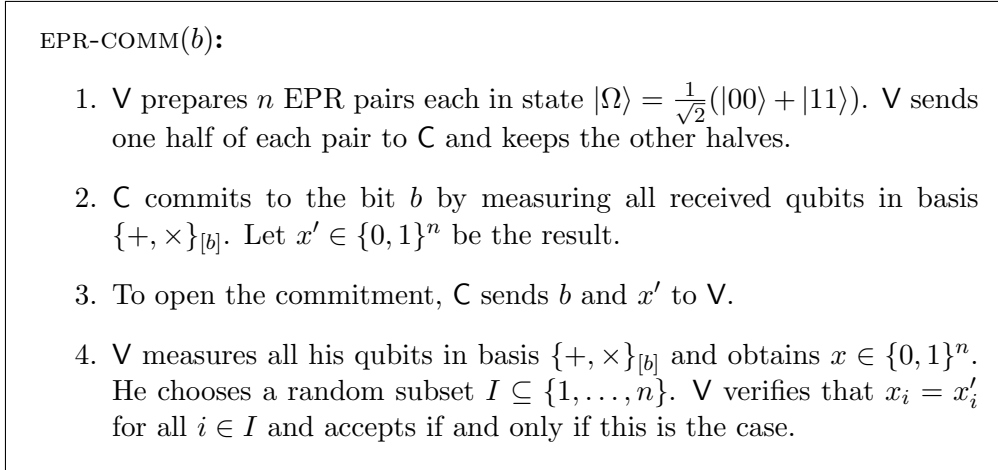 EPR-COMM(b):
1. V prepares n EPR pairs each in state |Ω⟩ = 1/√2(|00⟩ + |11⟩). V sends
one half of each pair to C and keeps the other halves.
2. C commits to the bit b by measuring all received qubits in basis
{+, ×}[b]. Let x′ ∈ {0, 1}ⁿ be the result.
3. To open the commitment, C sends b and x′ to V.
4. V measures all his qubits in basis {+, ×}[b] and obtains x ∈ {0, 1}ⁿ.
He chooses a random subset I ⊆ {1, . . . , n}. V verifies that xᵢ = x′ᵢ
for all i ∈ I and accepts if and only if this is the case.